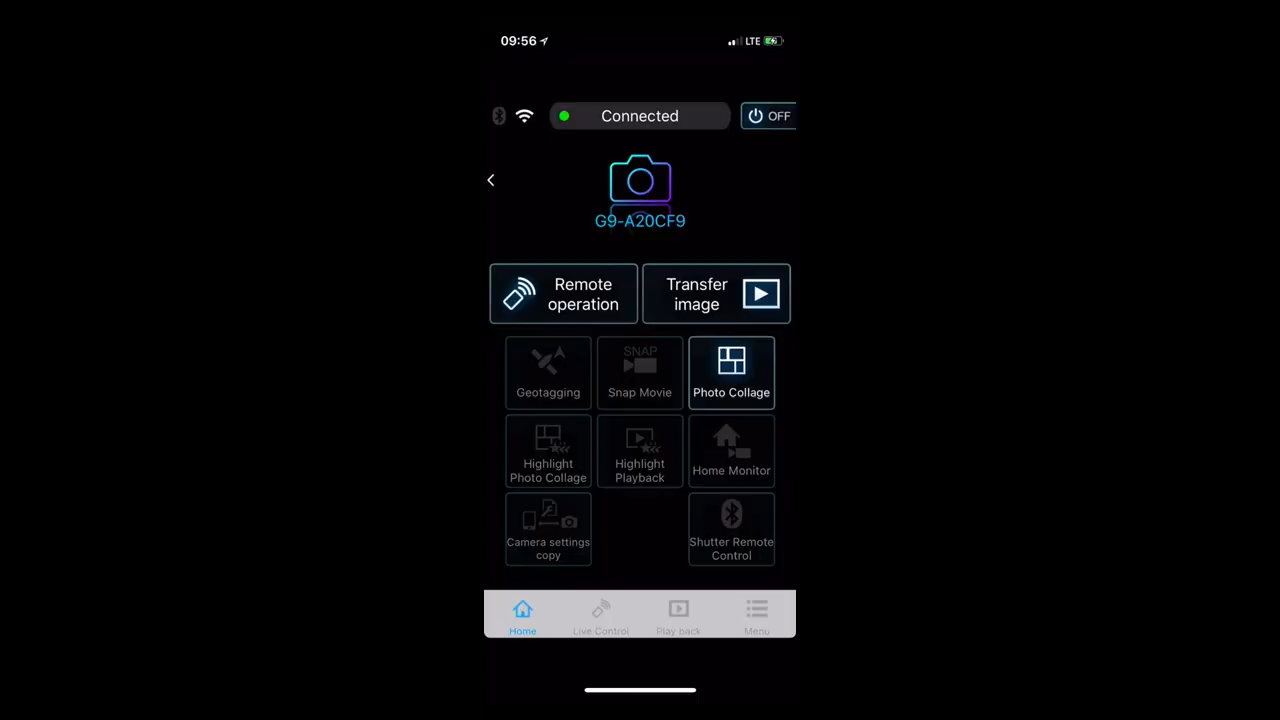 09:56
LTE
Connected
OFF
G9-A20CF9
Remote
operation
Transfer
image
Geotagging
SNAP
Snap Movie
Photo Collage
Highlight
Photo Collage
Highlight
Playback
Home Monitor
Camera settings
copy
Shutter Remote
Control
Home
Live Control
Play back
Menu